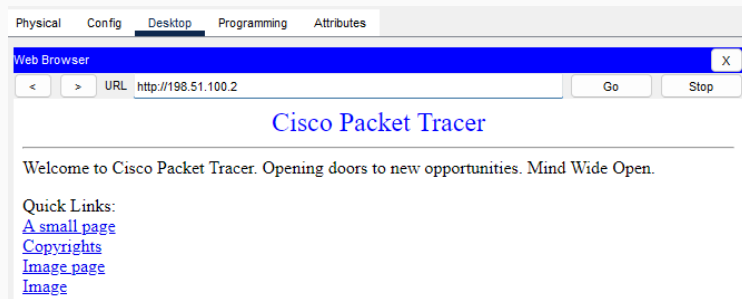 Physical Config Desktop Programming Attributes
Web Browser X
< > URL http://198.51.100.2 Go Stop
Cisco Packet Tracer
Welcome to Cisco Packet Tracer. Opening doors to new opportunities. Mind Wide Open.
Quick Links:
A small page
Copyrights
Image page
Image